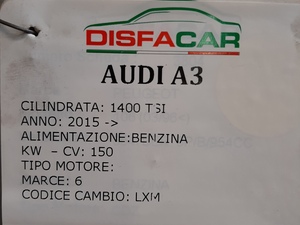 DISFACAR
AUDI A3
CILINDRATA: 1400 TSI
ANNO: 2015 ->
ALIMENTAZIONE:BENZINA
KW - CV: 150
TIPO MOTORE:
MARCE: 6
CODICE CAMBIO: LXM